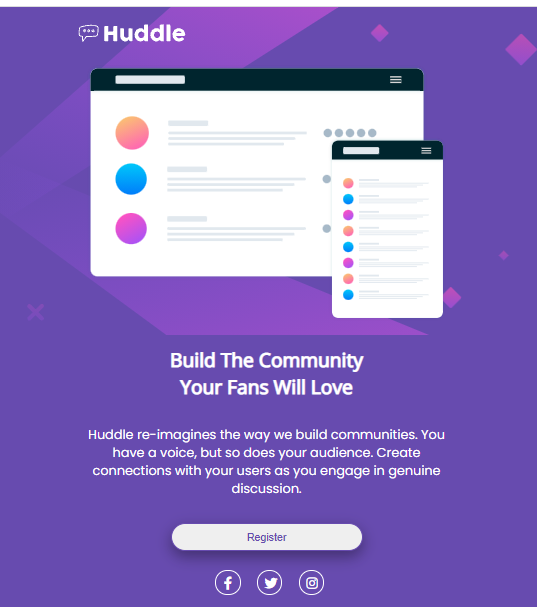 Huddle
Build The Community
Your Fans Will Love
Huddle re-imagines the way we build communities. You
have a voice, but so does your audience. Create
connections with your users as you engage in genuine
discussion.
Register